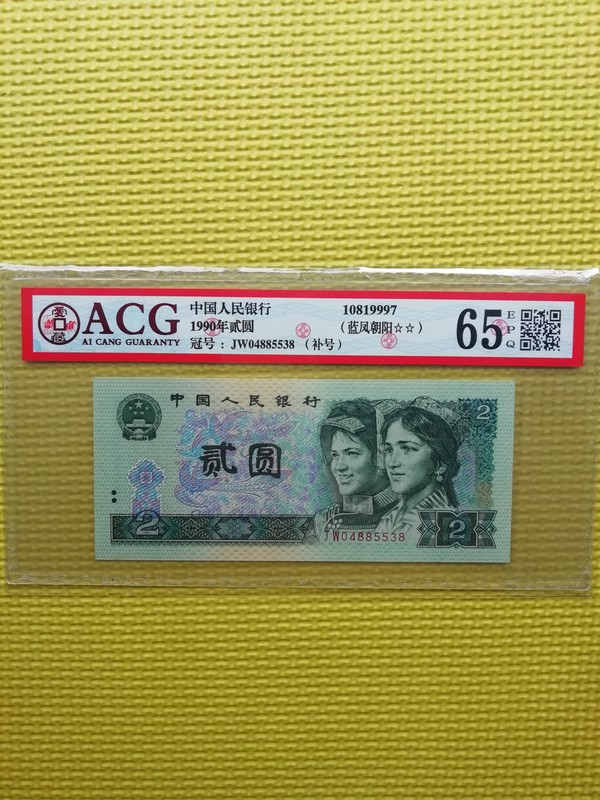 ACG
AI CANG GUARANTY
中国人民银行 10819997
1990年贰圆 (蓝凤朝阳☆☆)
冠号：JW04885538 (补号)
65 EPQ
中国人民银行
贰圆
2
2
2
JW04885538